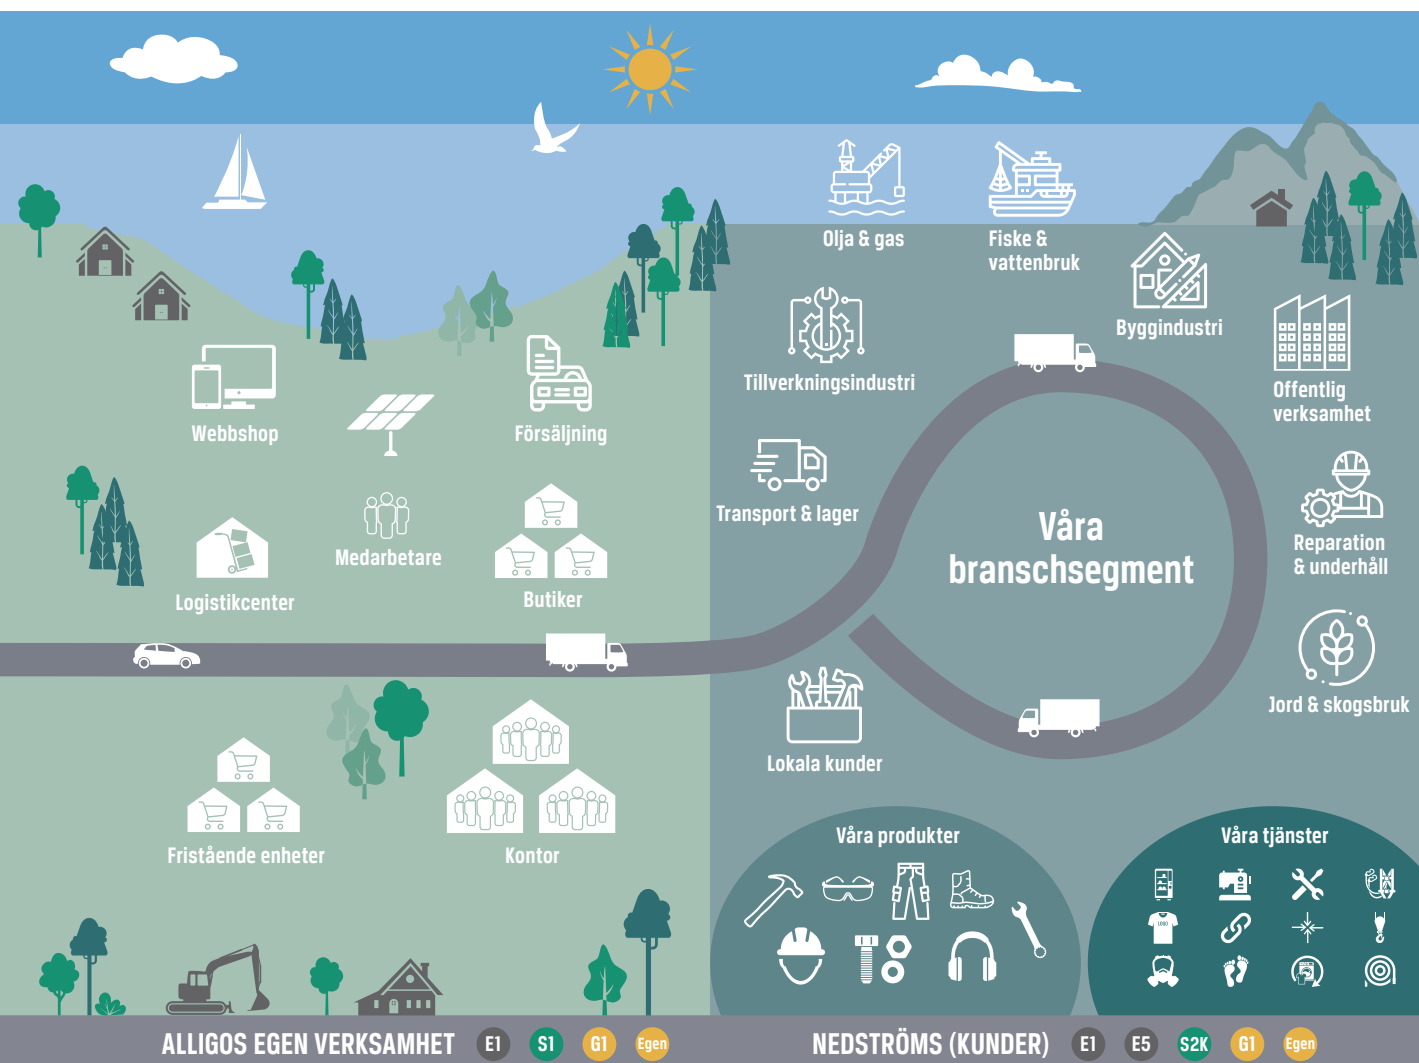 Olja & gas
Fiske &
vattenbruk
Byggindustri
Tillverkningsindustri
Offentlig
verksamhet
Webbshop
Försäljning
Transport & lager
Våra
branschsegment
Medarbetare
Reparation
& underhåll
Logistikcenter
Butiker
Jord & skogsbruk
Lokala kunder
Fristående enheter
Kontor
Våra produkter
Våra tjänster
LOGO
ALLIGOS EGEN VERKSAMHET E1 S1 G1 Egen
NEDSTRÖMS (KUNDER) E1 E5 S2K G1 Egen